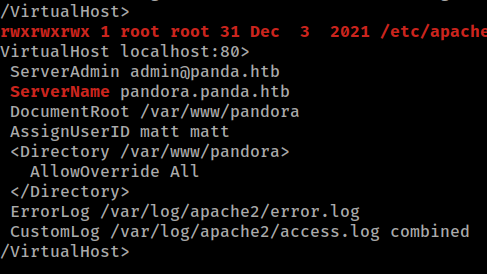 /VirtualHost>
rwxrwxrwx 1 root root 31 Dec  3  2021 /etc/apache
VirtualHost localhost:80>
ServerAdmin admin@panda.htb
ServerName pandora.panda.htb
DocumentRoot /var/www/pandora
AssignUserID matt matt
<Directory /var/www/pandora>
AllowOverride All
</Directory>
ErrorLog /var/log/apache2/error.log
CustomLog /var/log/apache2/access.log combined
/VirtualHost>